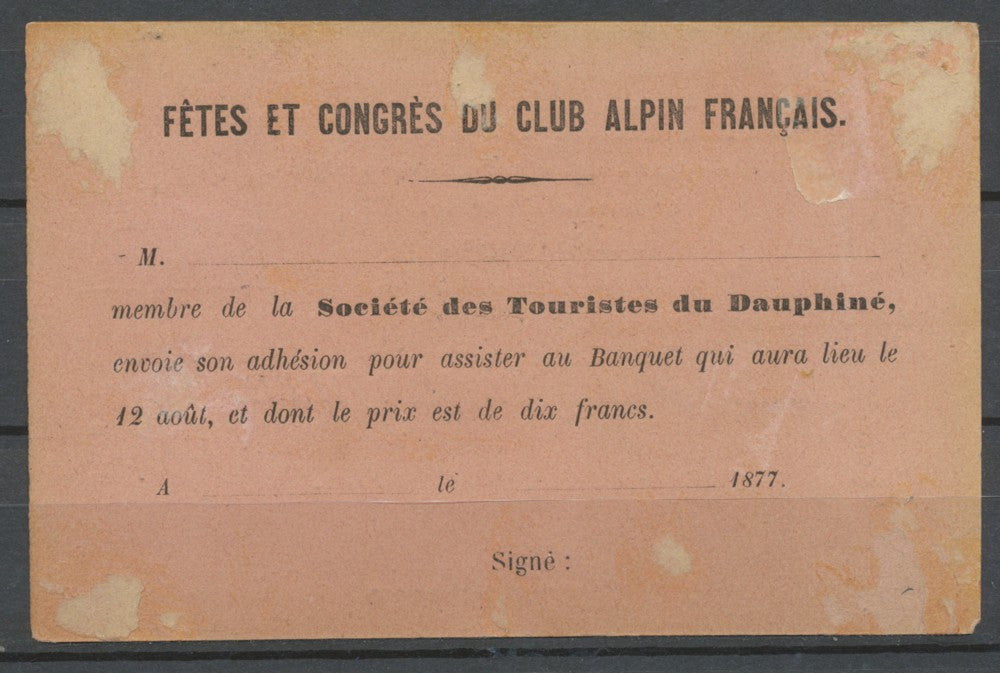 FÊTES ET CONGRÈS DU CLUB ALPIN FRANÇAIS.
M.
membre de la Société des Touristes du Dauphiné,
envoie son adhésion pour assister au Banquet qui aura lieu le
12 août, et dont le prix est de dix francs.
A le 1877.
Signé :